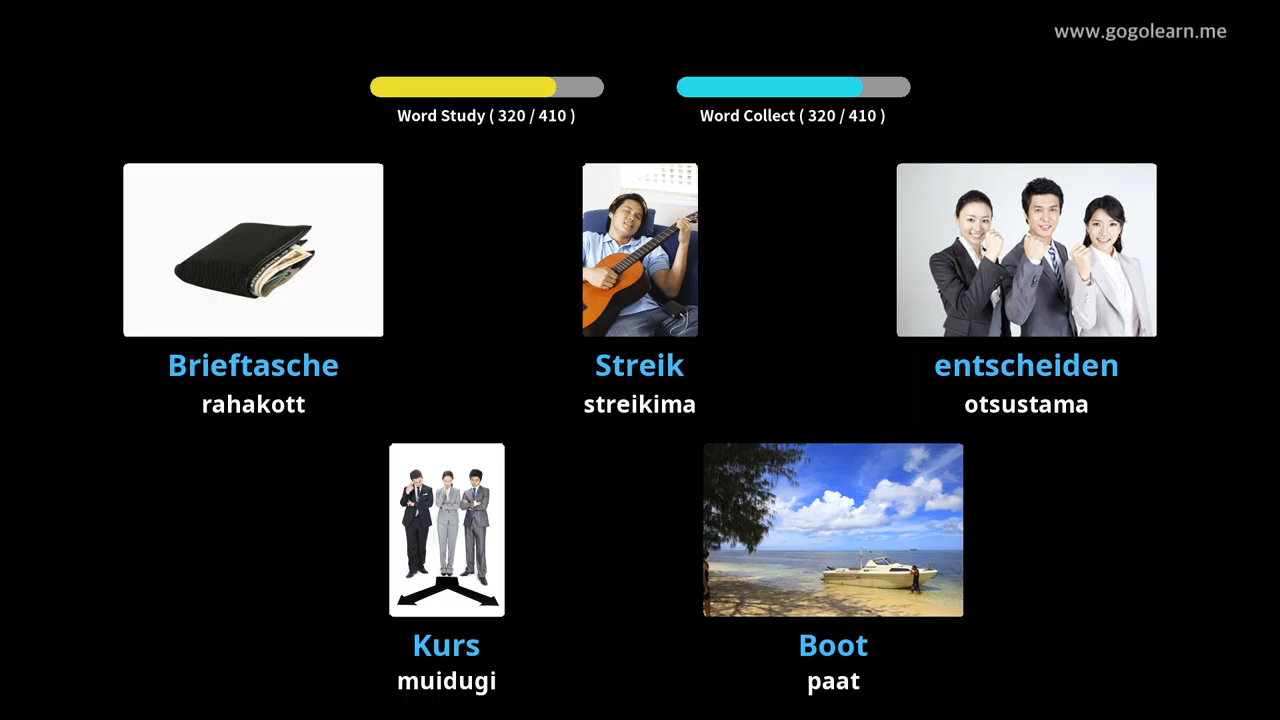 www.gogolearn.me
Word Study ( 320 / 410 )
Word Collect ( 320 / 410 )
Brieftasche
rahakott
Streik
streikima
entscheiden
otsustama
Kurs
muidugi
Boot
paat